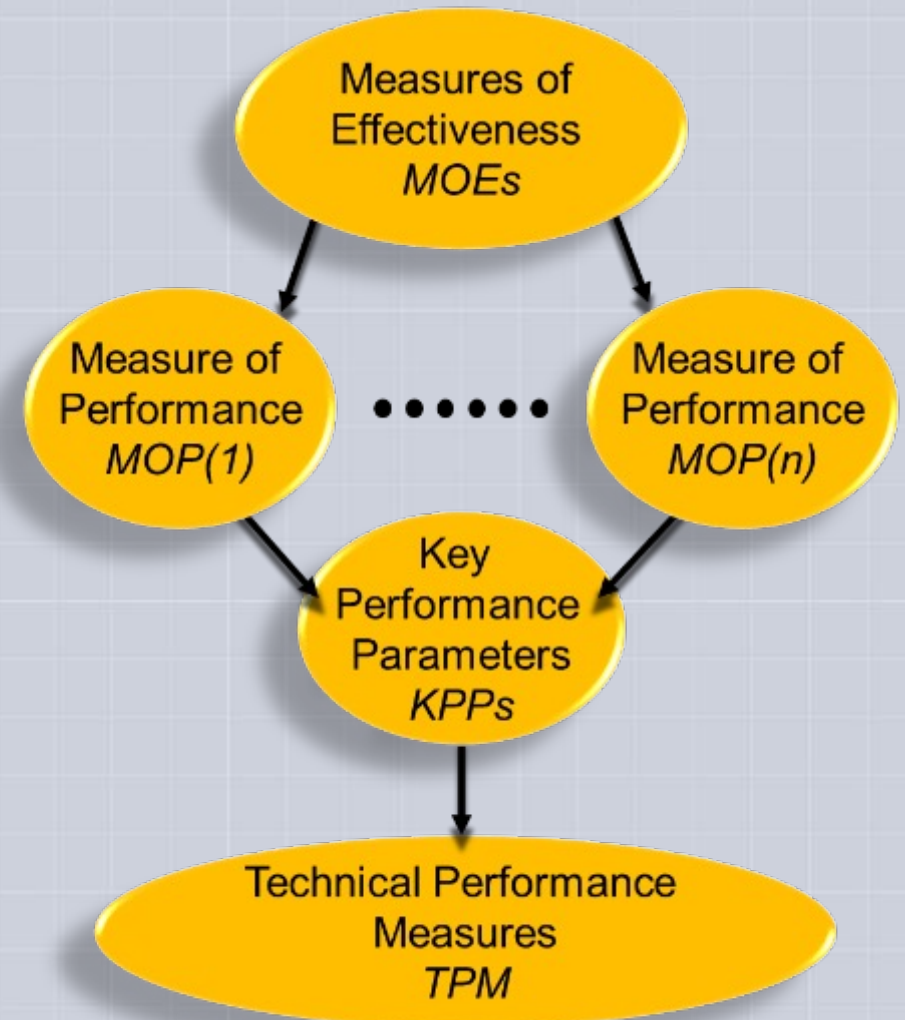 Measures of
Effectiveness
MOEs
Measure of
Performance
MOP(1)
Measure of
Performance
MOP(n)
Key
Performance
Parameters
KPPs
Technical Performance
Measures
TPM